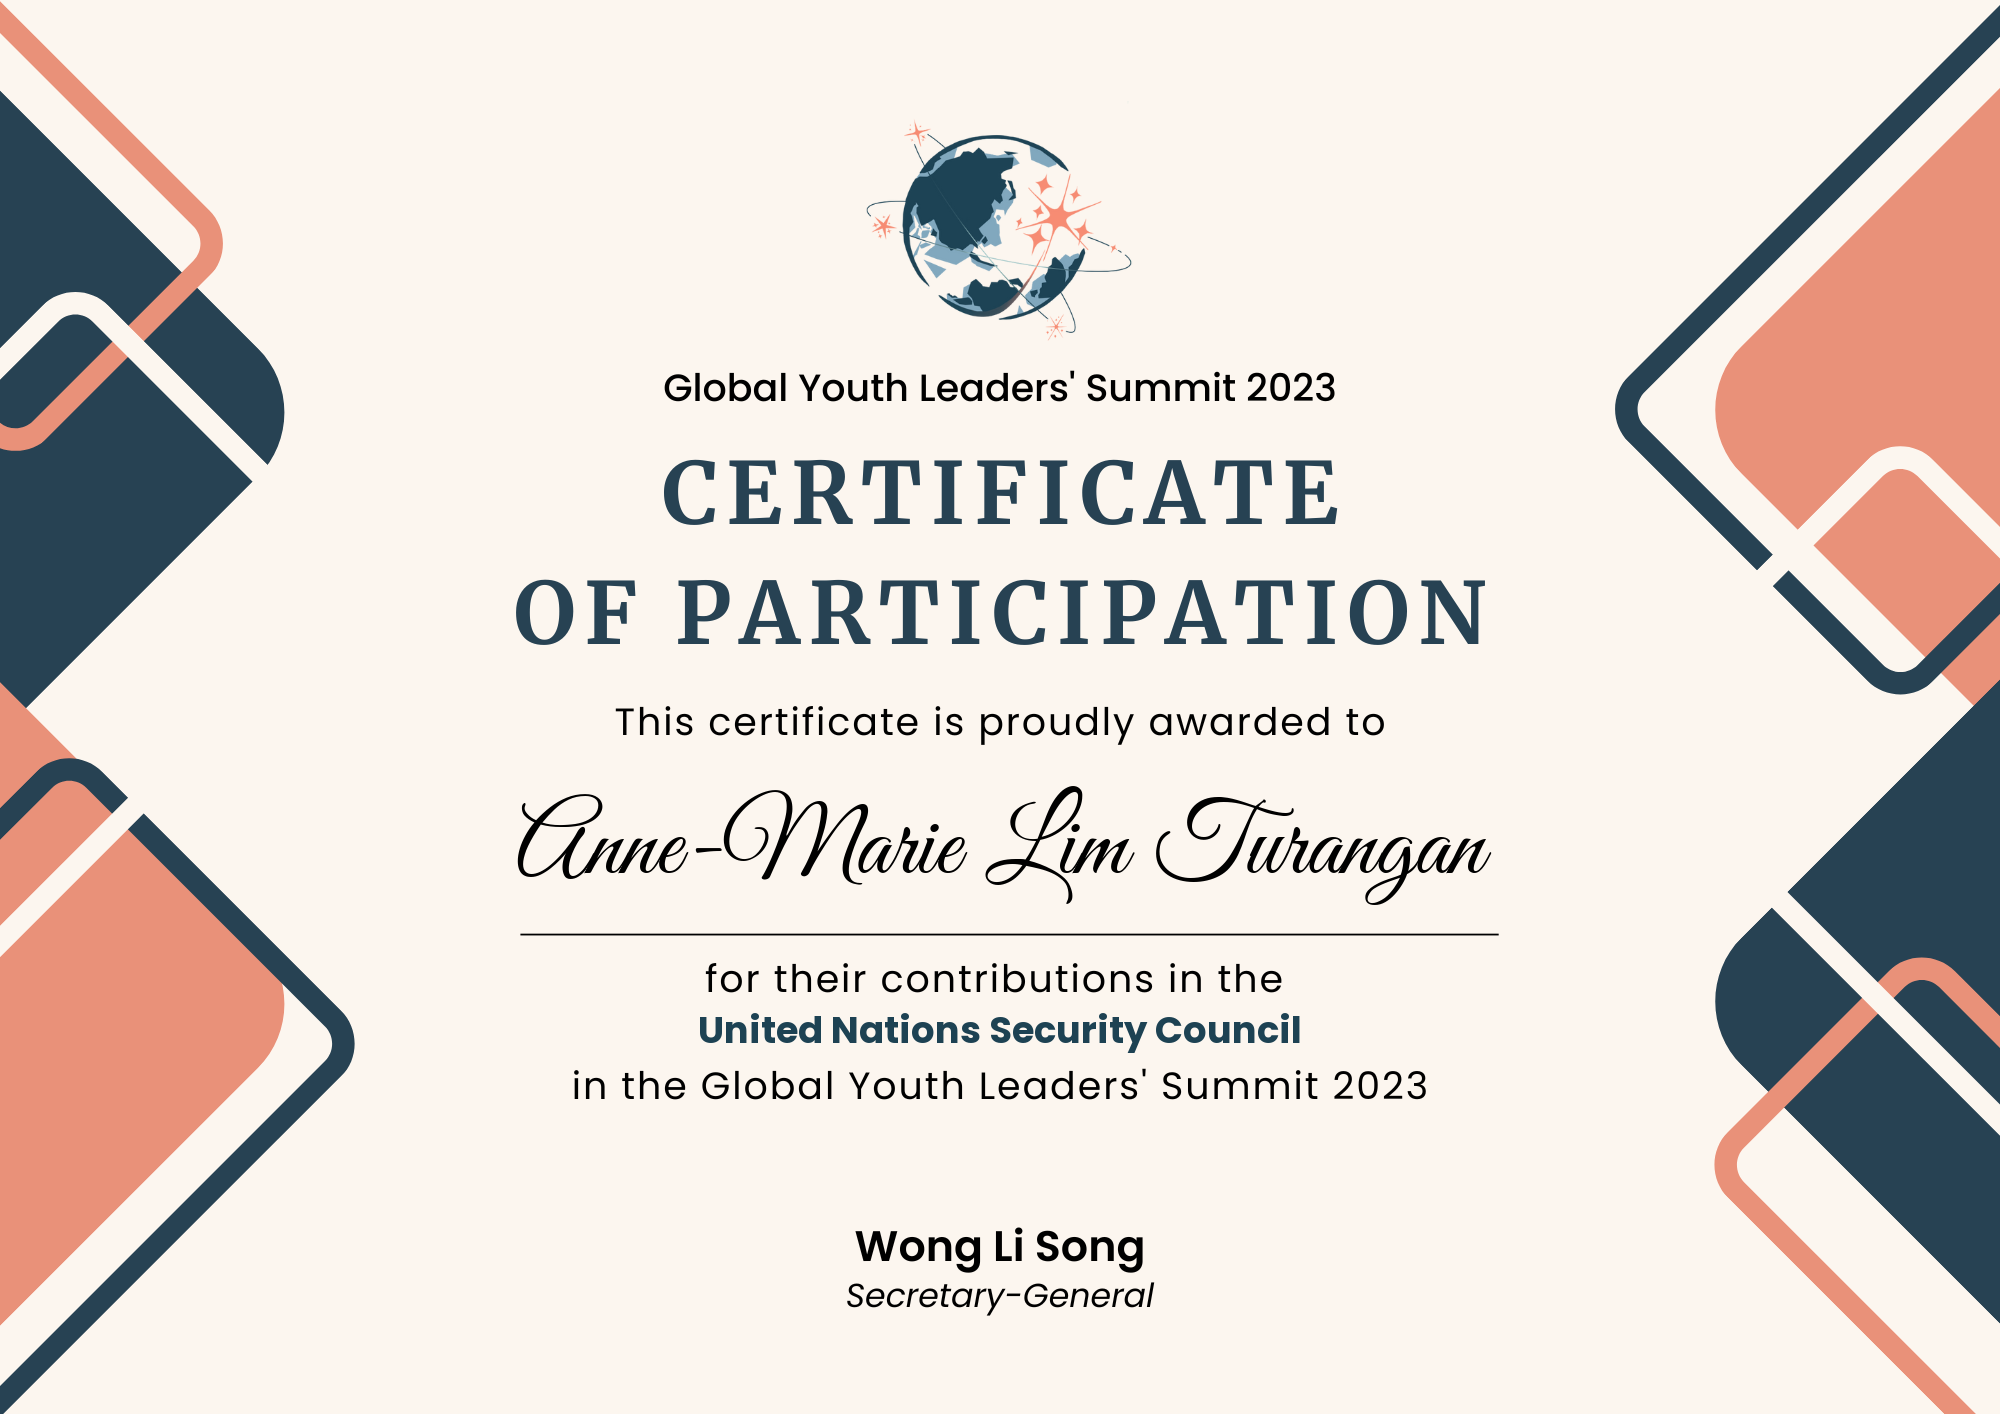 Global Youth Leaders' Summit 2023
CERTIFICATE
OF PARTICIPATION
This certificate is proudly awarded to
Anne-Marie Lim Turangan
for their contributions in the
United Nations Security Council
in the Global Youth Leaders' Summit 2023
Wong Li Song
Secretary-General